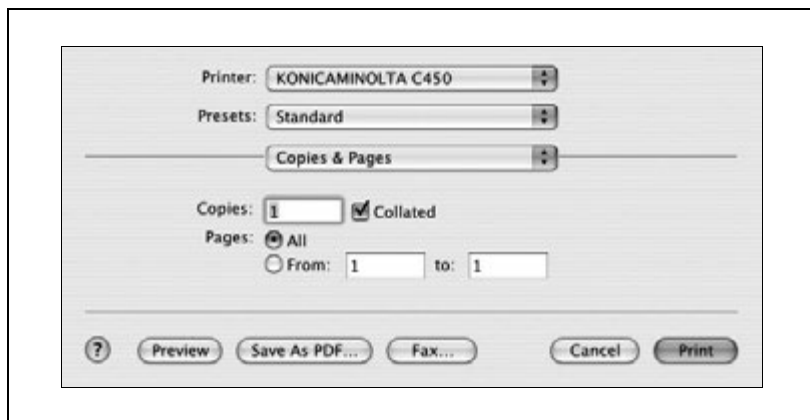 Printer: KONICAMINOLTA C450
Presets: Standard
Copies & Pages
Copies: 1 Collated
Pages: All
From: 1 to: 1
? Preview Save As PDF... Fax... Cancel Print